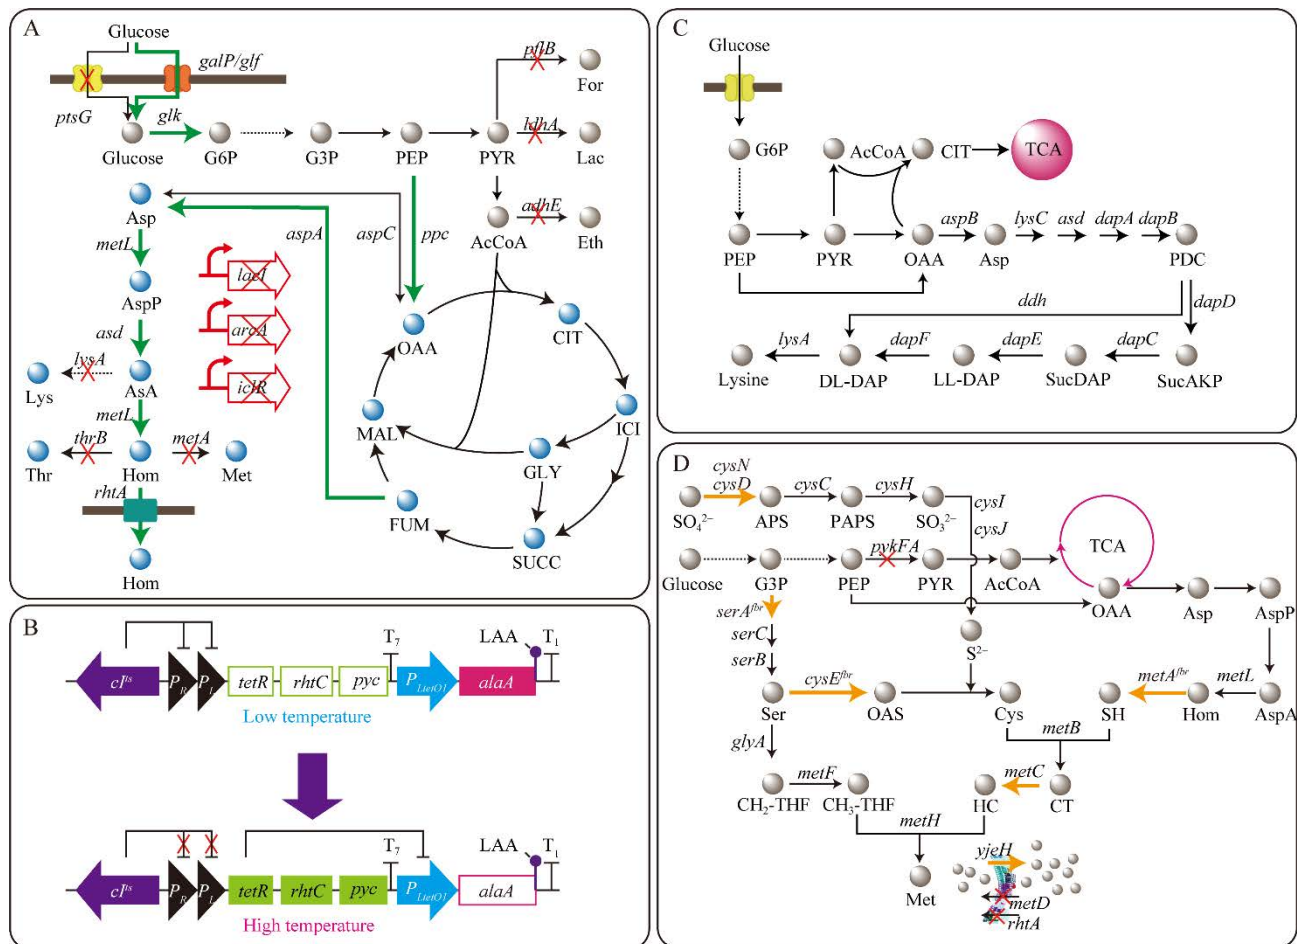 A
Glucose
galP/glf
ptsG
glk
Glucose
G6P
G3P
PEP
PYR
pflB
For
ldhA
Lac
AcCoA
adhE
Eth
Asp
aspA
aspC
ppc
metL
AspP
lacI
arcA
iclR
asd
lysA
Lys
AsA
metL
thrB
metA
Thr
Hom
Met
rhtA
Hom
OAA
CIT
MAL
ICI
GLY
FUM
SUCC
B
cI^ts
P_R
P_L
tetR
rhtC
pyc
T_7
P_LtetO1
LAA
T_1
alaA
Low temperature
cI^ts
P_R
P_L
tetR
rhtC
pyc
T_7
P_LtetO1
LAA
T_1
alaA
High temperature
C
Glucose
G6P
AcCoA
CIT
TCA
PEP
PYR
OAA
aspB
Asp
lysC
asd
dapA
dapB
PDC
ddh
dapD
lysA
dapF
dapE
dapC
Lysine
DL-DAP
LL-DAP
SucDAP
SucAKP
D
cysN
cysD
cysC
cysH
cysI
cysJ
SO₄²⁻
APS
PAPS
SO₃²⁻
pykFA
TCA
Glucose
G3P
PEP
PYR
AcCoA
OAA
Asp
AspP
serA^fbr
serC
serB
S²⁻
cysE^fbr
metA^fbr
metL
Ser
OAS
Cys
SH
Hom
AspA
glyA
metB
metF
metC
CH₂-THF
CH₃-THF
HC
CT
metH
Met
yjeH
metD
rhtA